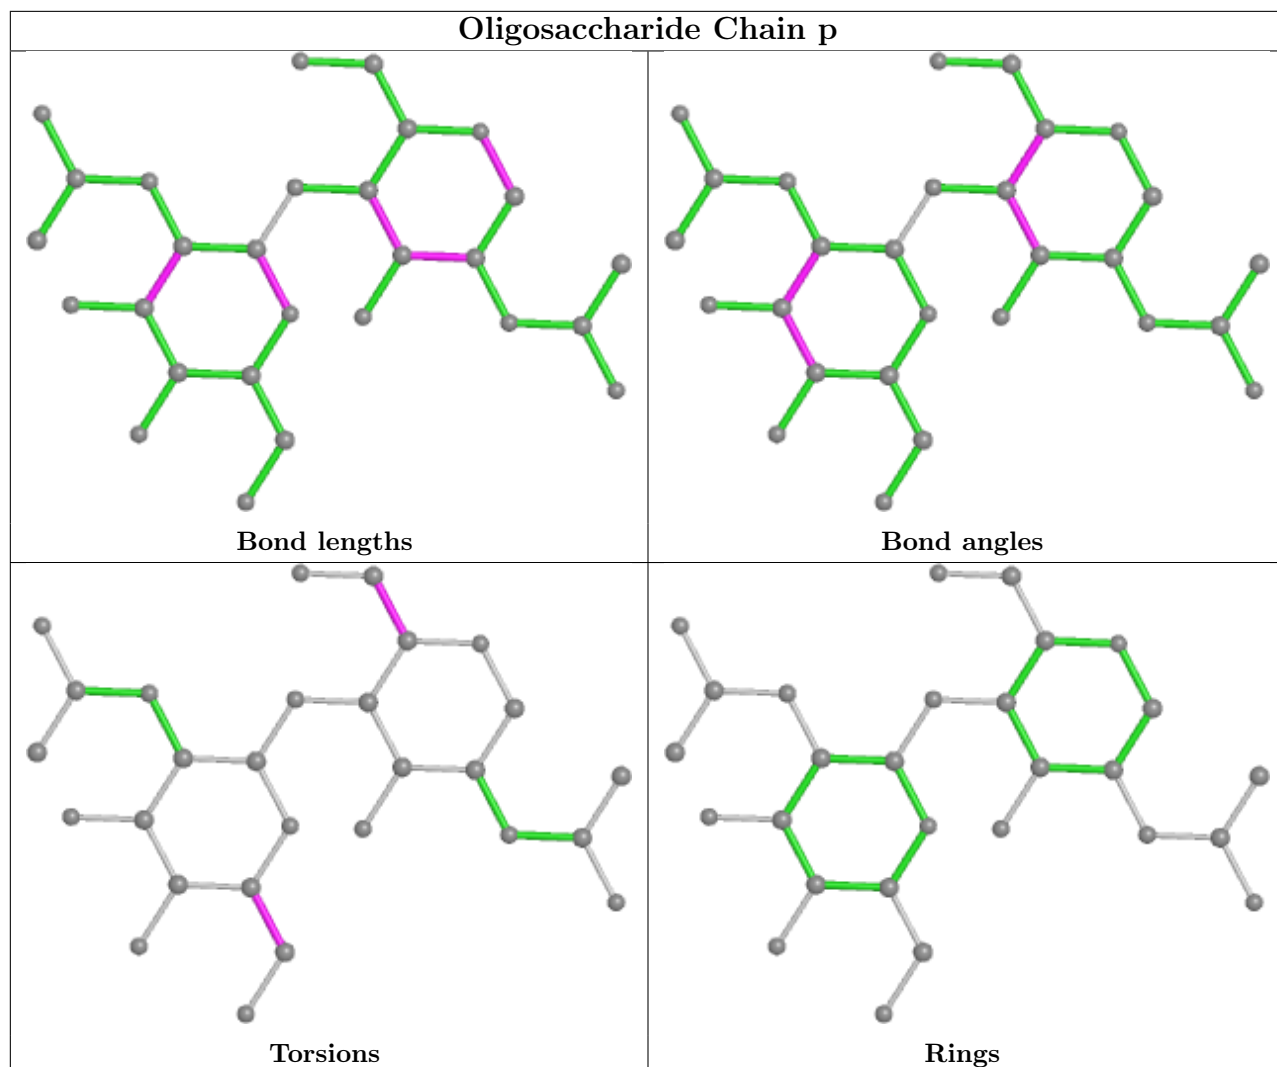 Oligosaccharide Chain p
Bond lengths
Bond angles
Torsions
Rings